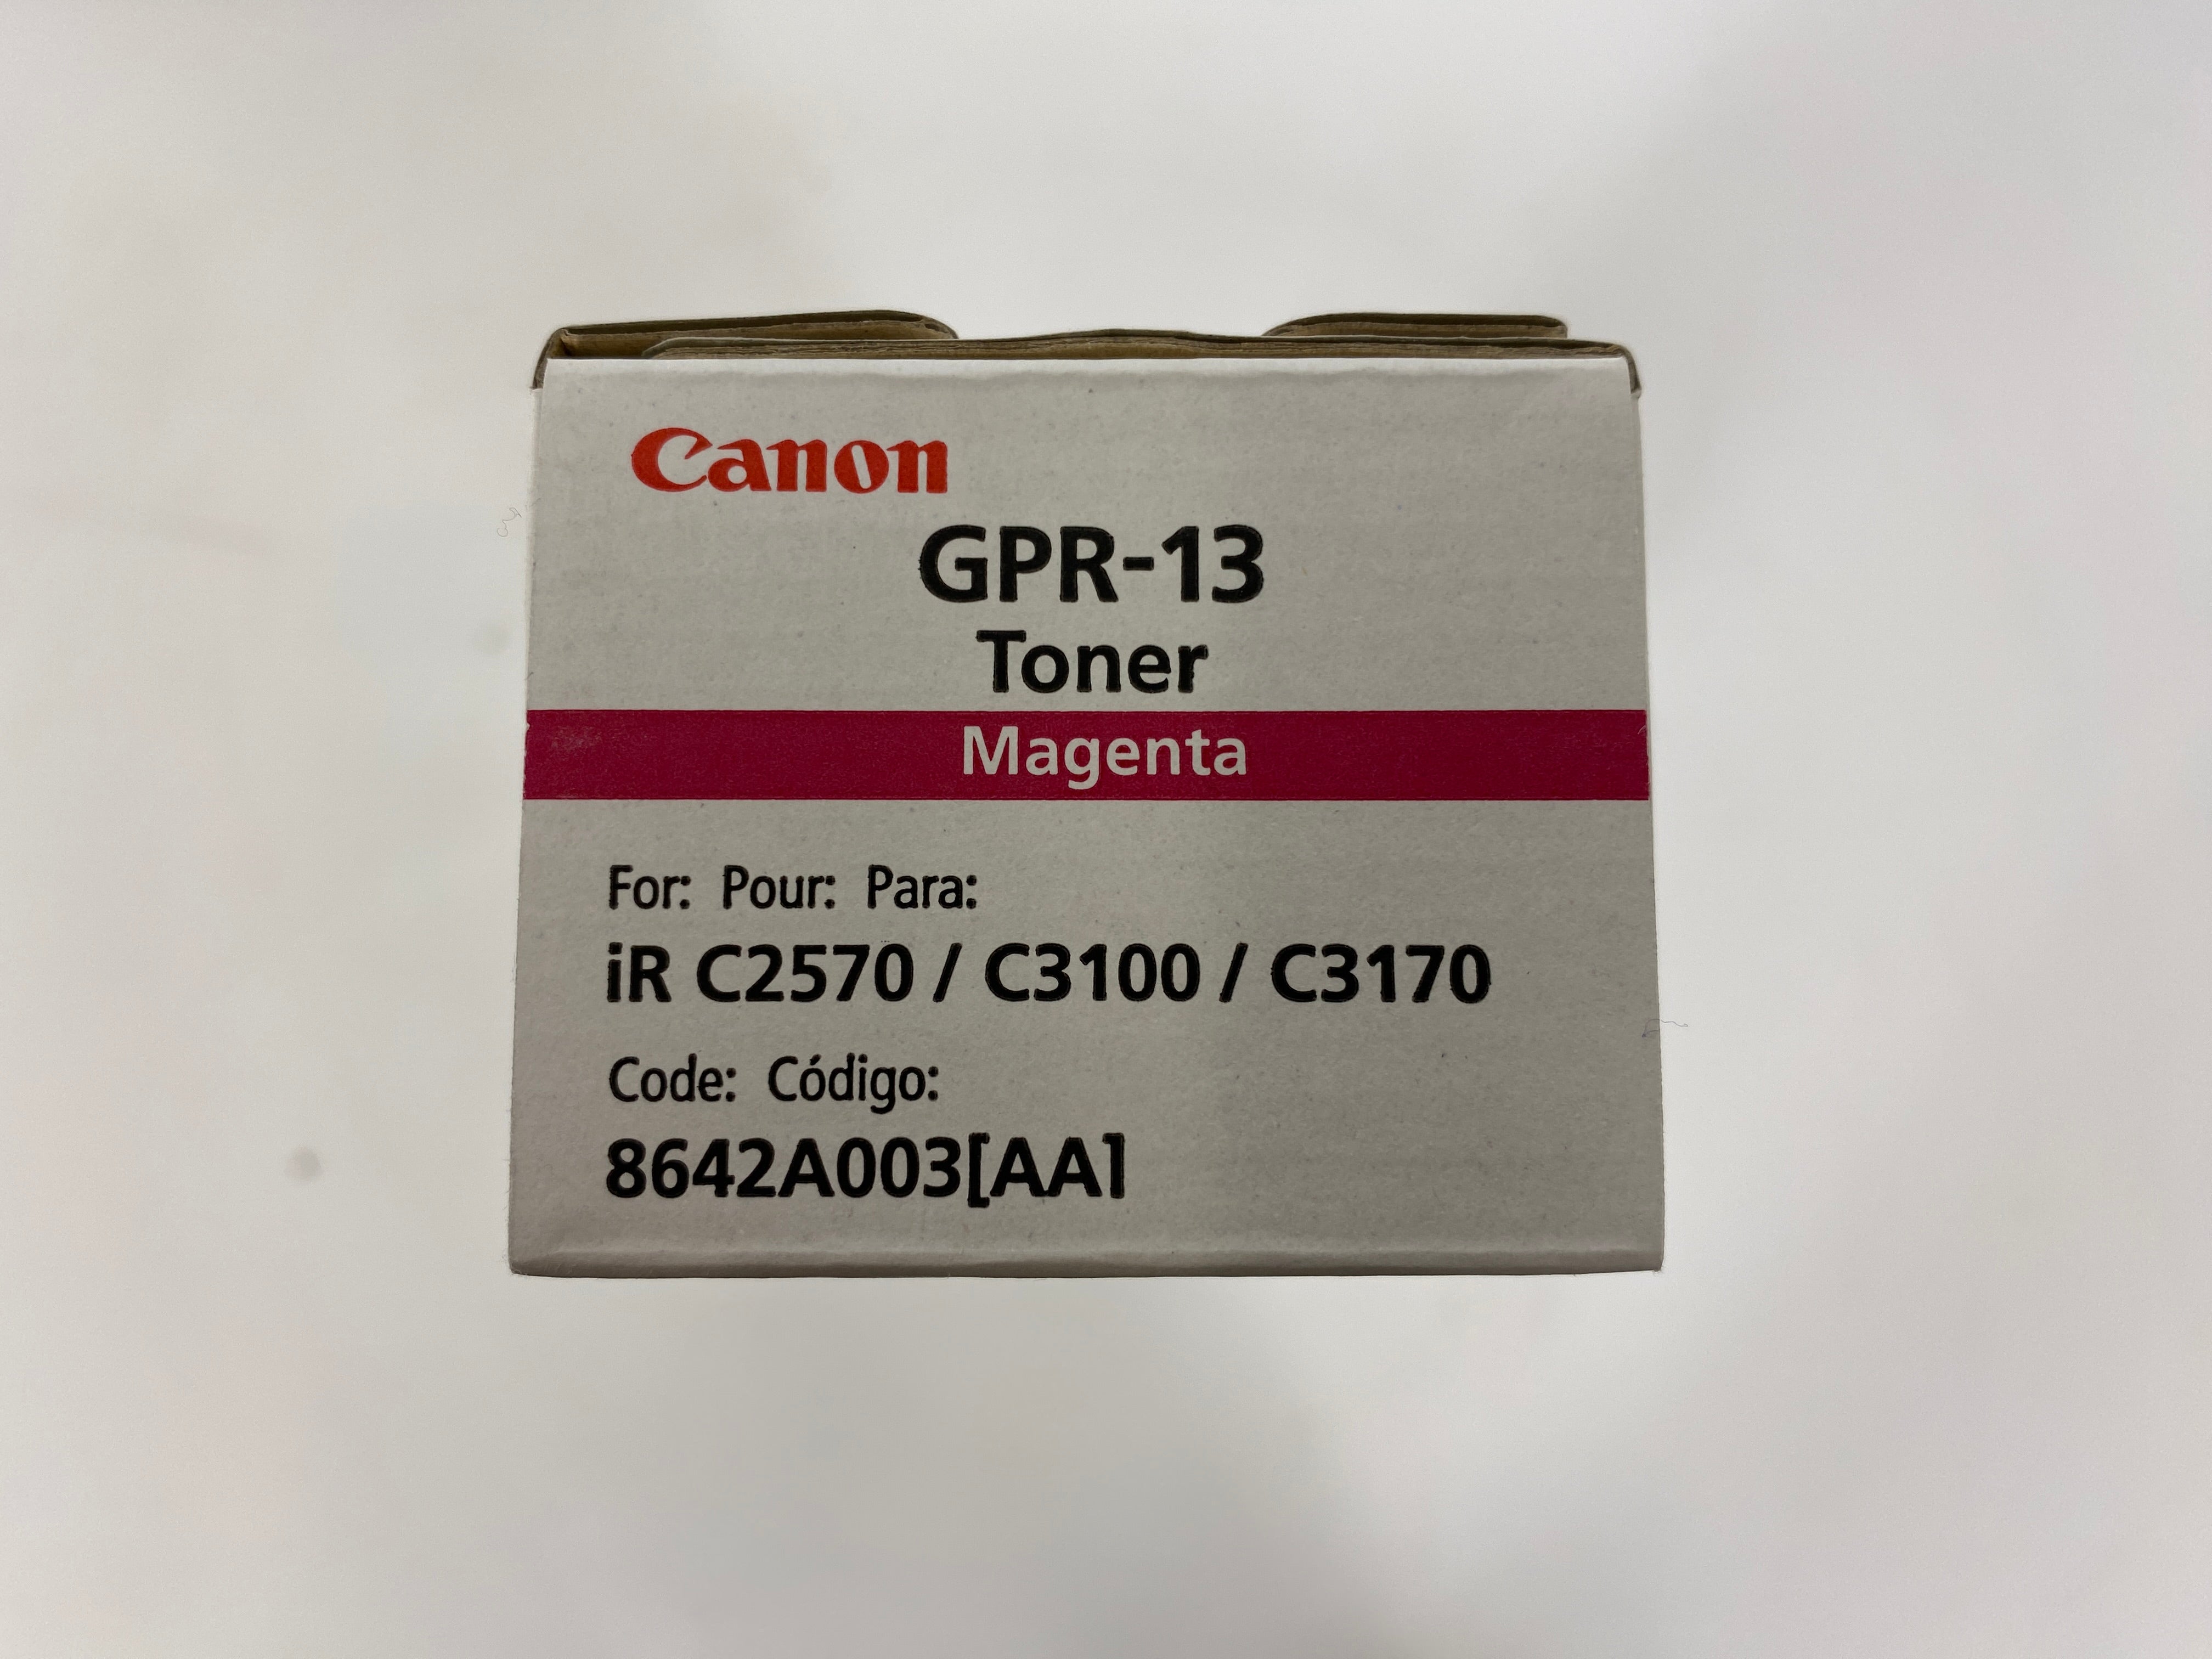 Canon
GPR-13
Toner
Magenta
For: Pour: Para:
iR C2570 / C3100 / C3170
Code: Código:
8642A003[AA]